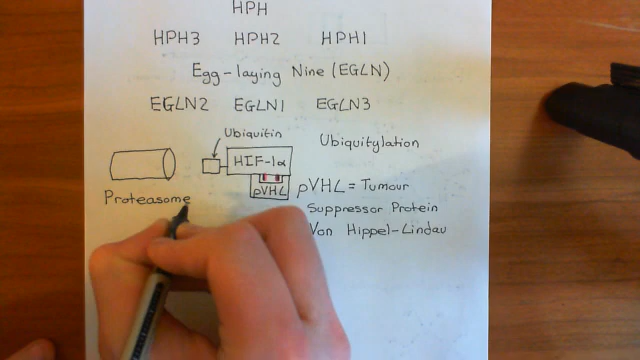 HPH
HPH3 HPH2 HPH1
Egg-laying Nine (EGLN)
EGLN2 EGLN1 EGLN3
Ubiquitin
Ubiquitylation
HIF-1α
pVHL
pVHL = Tumour
Suppressor Protein
Von Hippel-Lindau
Proteasome